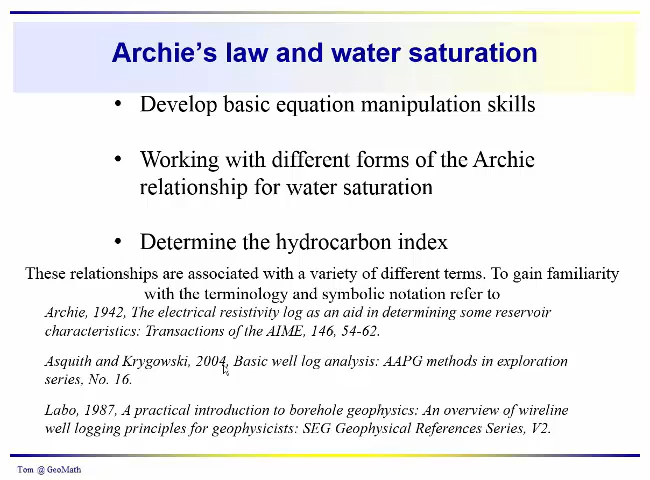 Archie's law and water saturation
• Develop basic equation manipulation skills
• Working with different forms of the Archie
relationship for water saturation
• Determine the hydrocarbon index
These relationships are associated with a variety of different terms. To gain familiarity
with the terminology and symbolic notation refer to
Archie, 1942, The electrical resistivity log as an aid in determining some reservoir
characteristics: Transactions of the AIME, 146, 54-62.
Asquith and Krygowski, 2004, Basic well log analysis: AAPG methods in exploration
series, No. 16.
Labo, 1987, A practical introduction to borehole geophysics: An overview of wireline
well logging principles for geophysicists: SEG Geophysical References Series, V2.
Tom @ GeoMath